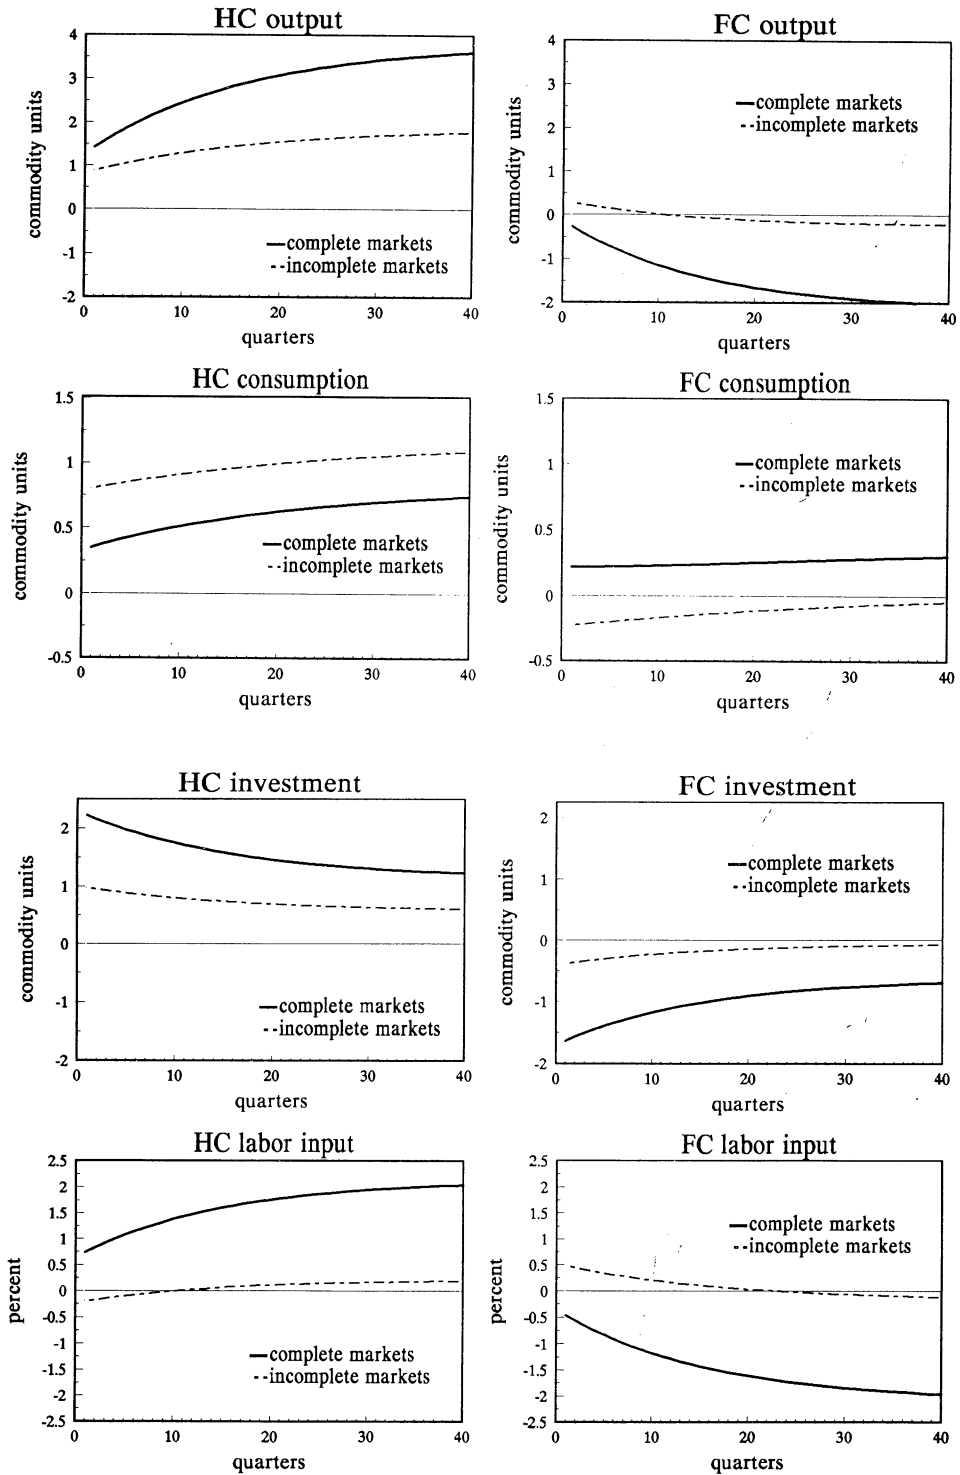 HC output
4
3
2
1
0
-1
-2
commodity units
complete markets
incomplete markets
0 10 20 30 40
quarters
FC output
4
3
2
1
0
-1
-2
commodity units
complete markets
incomplete markets
0 10 20 30 40
quarters
HC consumption
1.5
1
0.5
0
-0.5
commodity units
complete markets
incomplete markets
0 10 20 30 40
quarters
FC consumption
1.5
1
0.5
0
-0.5
commodity units
complete markets
incomplete markets
0 10 20 30 40
quarters
HC investment
2
1
0
-1
-2
commodity units
complete markets
incomplete markets
0 10 20 30 40
quarters
FC investment
2
1
0
-1
-2
commodity units
complete markets
incomplete markets
0 10 20 30 40
quarters
HC labor input
2.5
2
1.5
1
0.5
0
-0.5
-1
-1.5
-2
-2.5
percent
complete markets
incomplete markets
0 10 20 30 40
quarters
FC labor input
2.5
2
1.5
1
0.5
0
-0.5
-1
-1.5
-2
-2.5
percent
complete markets
incomplete markets
0 10 20 30 40
quarters